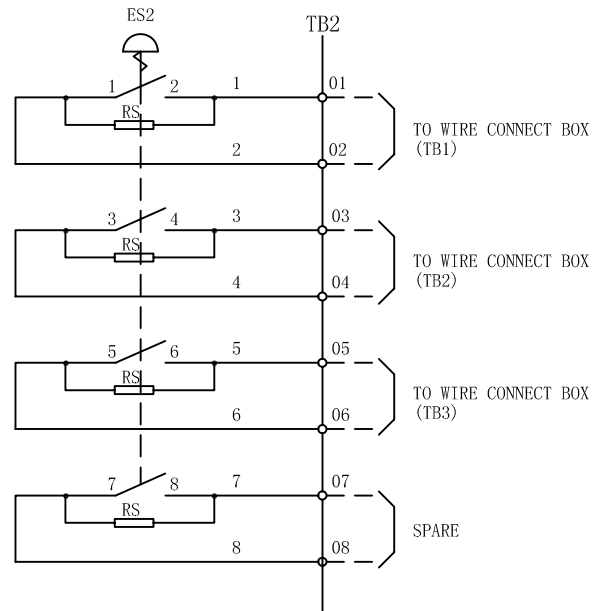 ES2
TB2
1 2 1 01
RS
2 02
TO WIRE CONNECT BOX
(TB1)
3 4 3 03
RS
4 04
TO WIRE CONNECT BOX
(TB2)
5 6 5 05
RS
6 06
TO WIRE CONNECT BOX
(TB3)
7 8 7 07
RS
8 08
SPARE